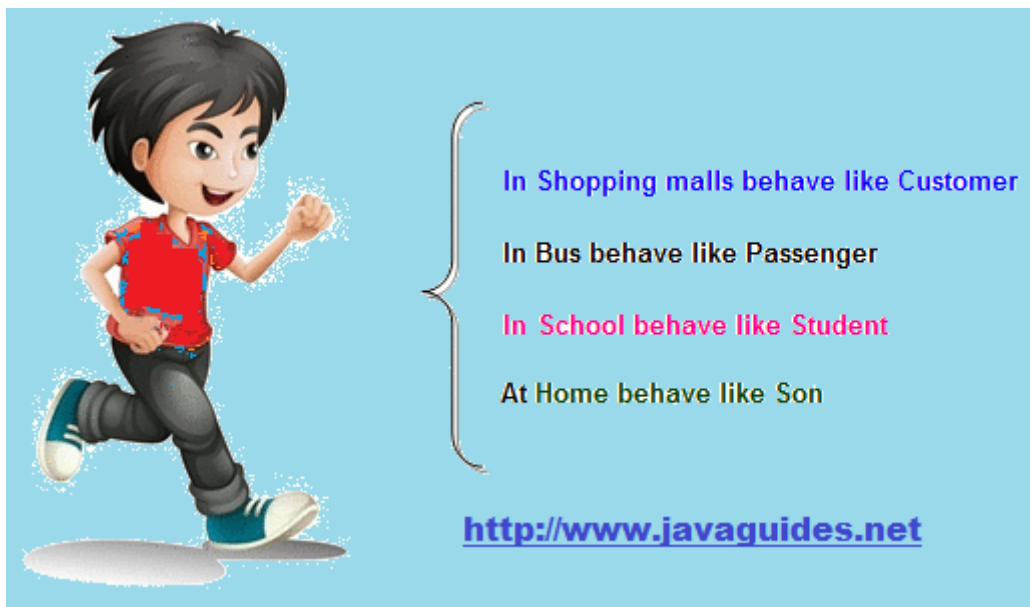 In Shopping malls behave like Customer
In Bus behave like Passenger
In School behave like Student
At Home behave like Son
http://www.javaguides.net